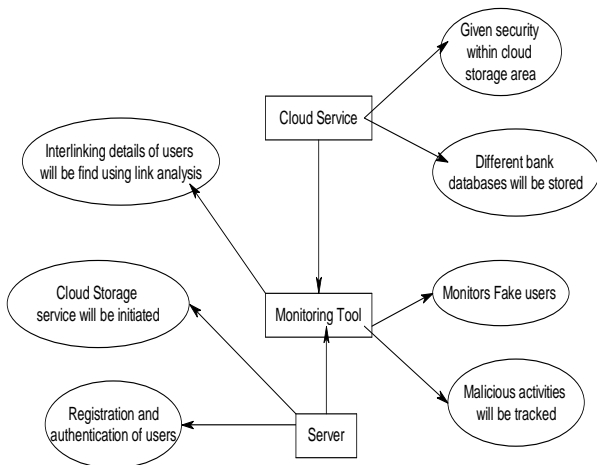 Given security
within cloud
storage area
Cloud Service
Interlinking details of users
will be find using link analysis
Different bank
databases will be stored
Cloud Storage
service will be initiated
Monitoring Tool
Monitors Fake users
Malicious activities
will be tracked
Registration and
authentication of users
Server